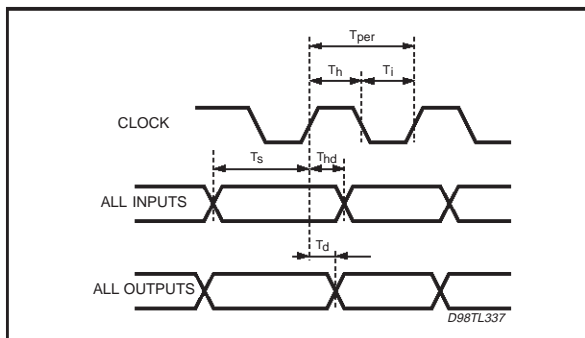 Tper
Th Ti
CLOCK
Ts Thd
ALL INPUTS
Td
ALL OUTPUTS
D98TL337